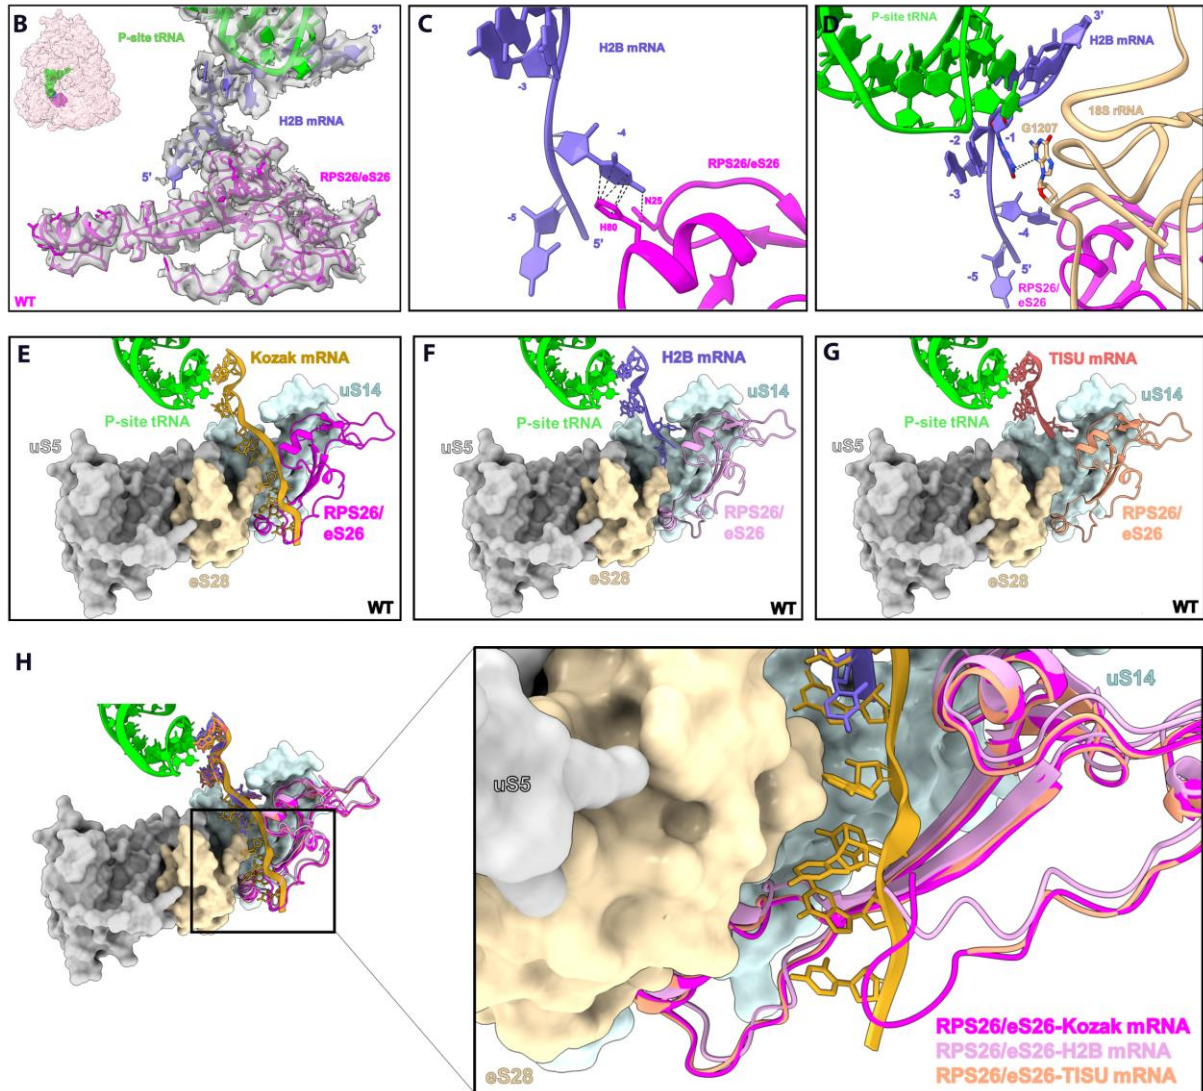 B
P-site tRNA
H2B mRNA
5'
RPS26/eS26
WT
C
H2B mRNA
-3
-4
RPS26/eS26
N25
-5
H80
5'
D
P-site tRNA
3'
H2B mRNA
18S rRNA
G1207
-1
-2
-3
-4
-5
5'
RPS26/
eS26
E
Kozak mRNA
uS14
P-site tRNA
uS5
RPS26/
eS26
eS28
WT
F
H2B mRNA
uS14
P-site tRNA
uS5
RPS26/
eS26
eS28
WT
G
TISU mRNA
uS14
P-site tRNA
uS5
RPS26/
eS26
eS28
WT
H
uS14
uS5
RPS26/eS26-Kozak mRNA
RPS26/eS26-H2B mRNA
RPS26/eS26-TISU mRNA
eS28